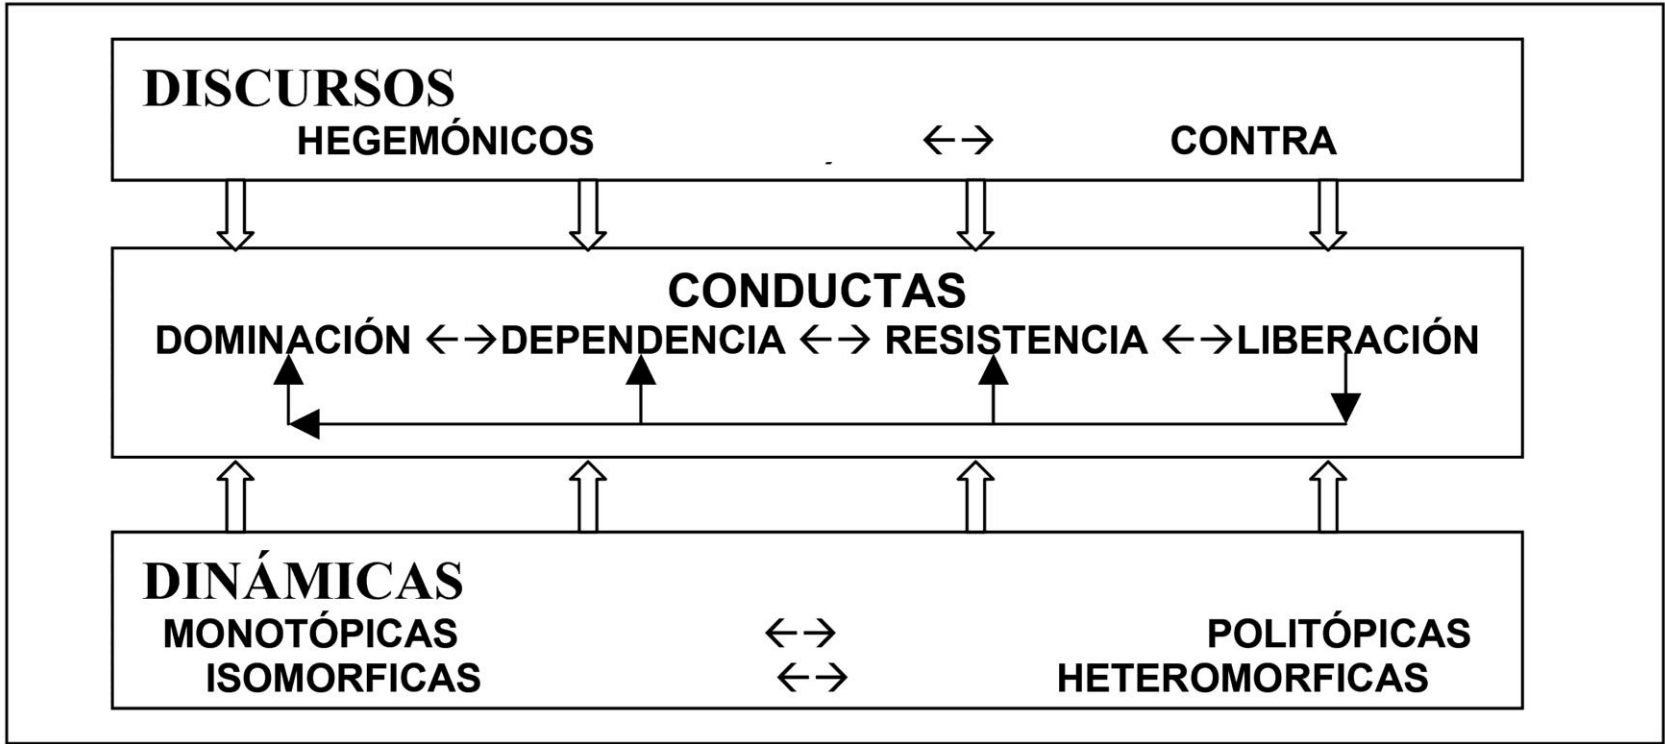 DISCURSOS
HEGEMÓNICOS ←→ CONTRA
CONDUCTAS
DOMINACIÓN ←→DEPENDENCIA ←→ RESISTENCIA ←→LIBERACIÓN
DINÁMICAS
MONOTÓPICAS ←→ POLITÓPICAS
ISOMORFICAS ←→ HETEROMORFICAS